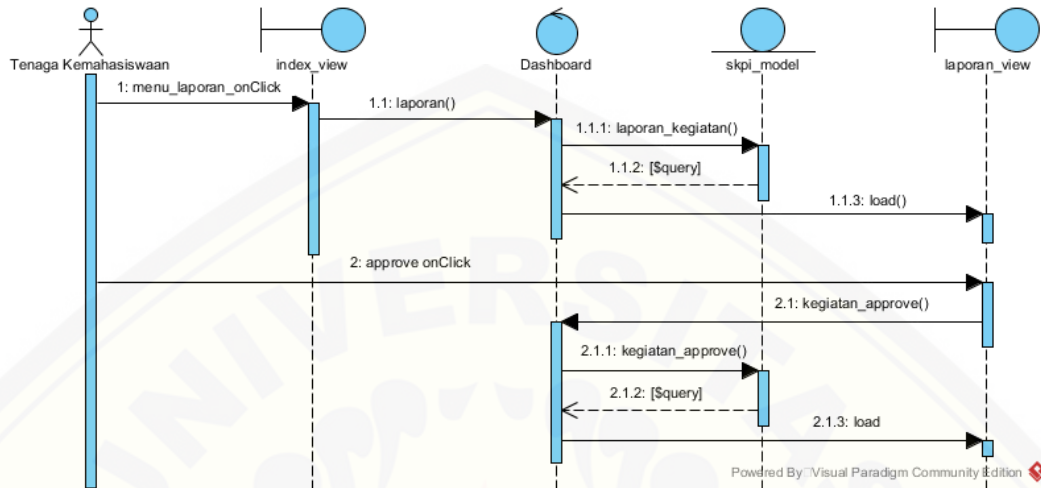 Tenaga Kemahasiswaan
index_view
Dashboard
skpi_model
laporan_view
1: menu_laporan_onClick
1.1: laporan()
1.1.1: laporan_kegiatan()
1.1.2: [$query]
1.1.3: load()
2: approve onClick
2.1: kegiatan_approve()
2.1.1: kegiatan_approve()
2.1.2: [$query]
2.1.3: load
Powered By Visual Paradigm Community Edition
UNIVERSITAS